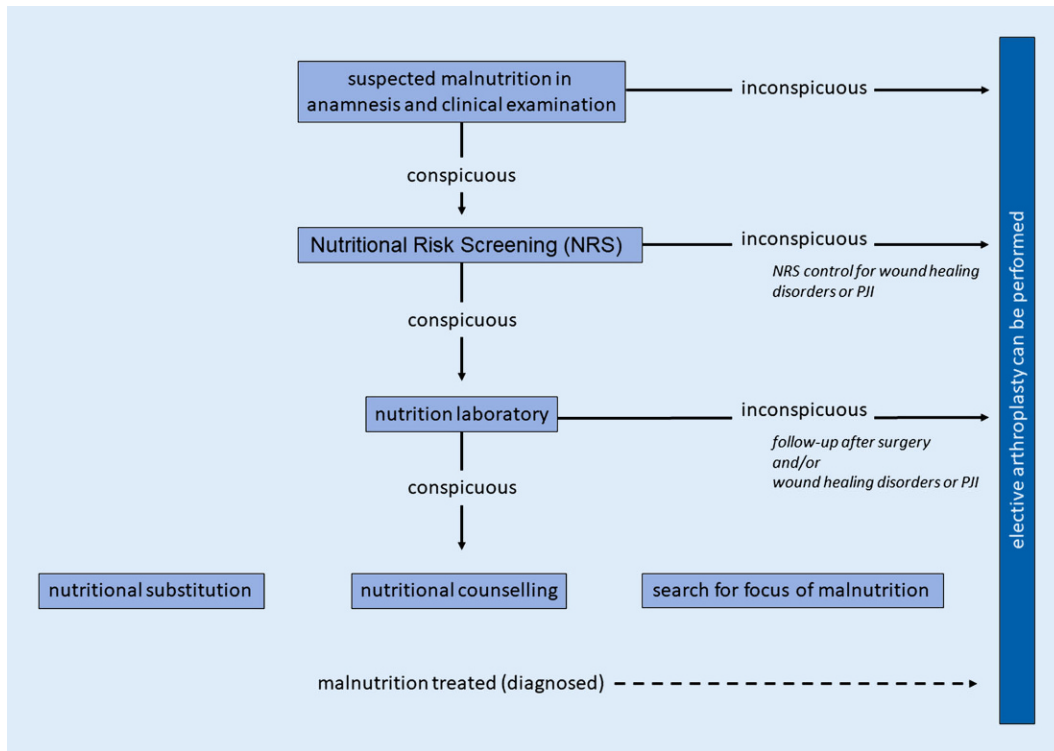 suspected malnutrition in
anamnesis and clinical examination
inconspicuous
conspicuous
Nutritional Risk Screening (NRS)
inconspicuous
NRS control for wound healing
disorders or PJI
conspicuous
nutrition laboratory
inconspicuous
follow-up after surgery
and/or
wound healing disorders or PJI
conspicuous
nutritional substitution
nutritional counselling
search for focus of malnutrition
malnutrition treated (diagnosed)
elective arthroplasty can be performed